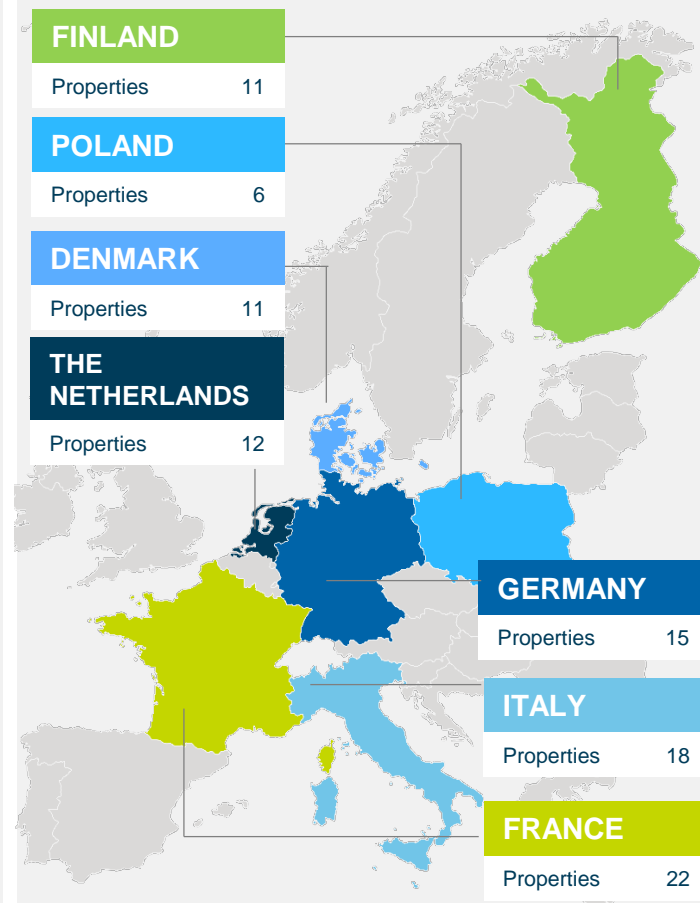 FINLAND
Properties 11
POLAND
Properties 6
DENMARK
Properties 11
THE
NETHERLANDS
Properties 12
GERMANY
Properties 15
ITALY
Properties 18
FRANCE
Properties 22